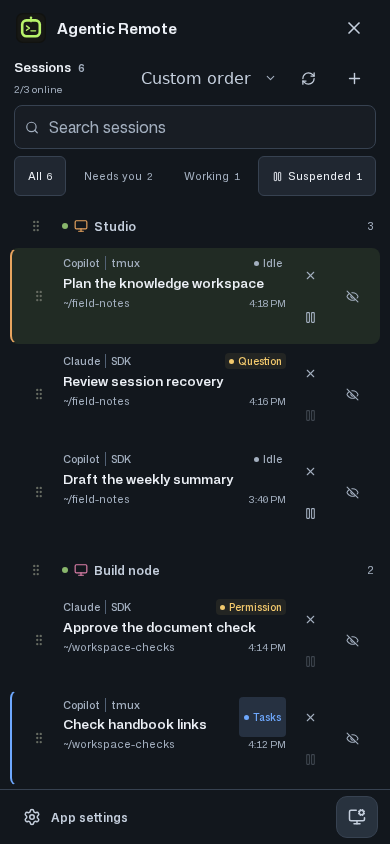 Agentic Remote
Sessions 6
2/3 online
Custom order
Search sessions
All 6
Needs you 2
Working 1
Suspended 1
Studio 3
Copilot | tmux
Idle
Plan the knowledge workspace
~/field-notes
4:18 PM
Claude | SDK
Question
Review session recovery
~/field-notes
4:16 PM
Copilot | SDK
Idle
Draft the weekly summary
~/field-notes
3:40 PM
Build node 2
Claude | SDK
Permission
Approve the document check
~/workspace-checks
4:14 PM
Copilot | tmux
Tasks
Check handbook links
~/workspace-checks
4:12 PM
App settings